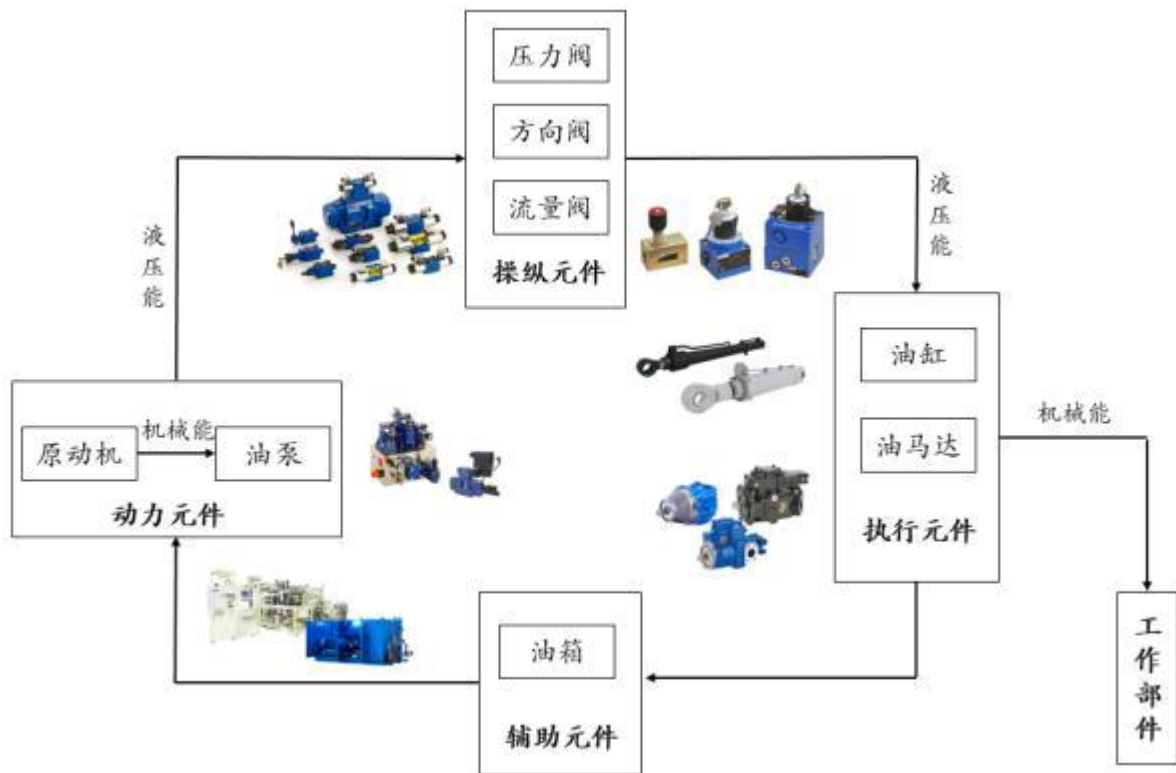 压力阀
方向阀
流量阀
操纵元件
液压能
液压能
油缸
油马达
执行元件
机械能
原动机
机械能
油泵
动力元件
油箱
辅助元件
工作部件